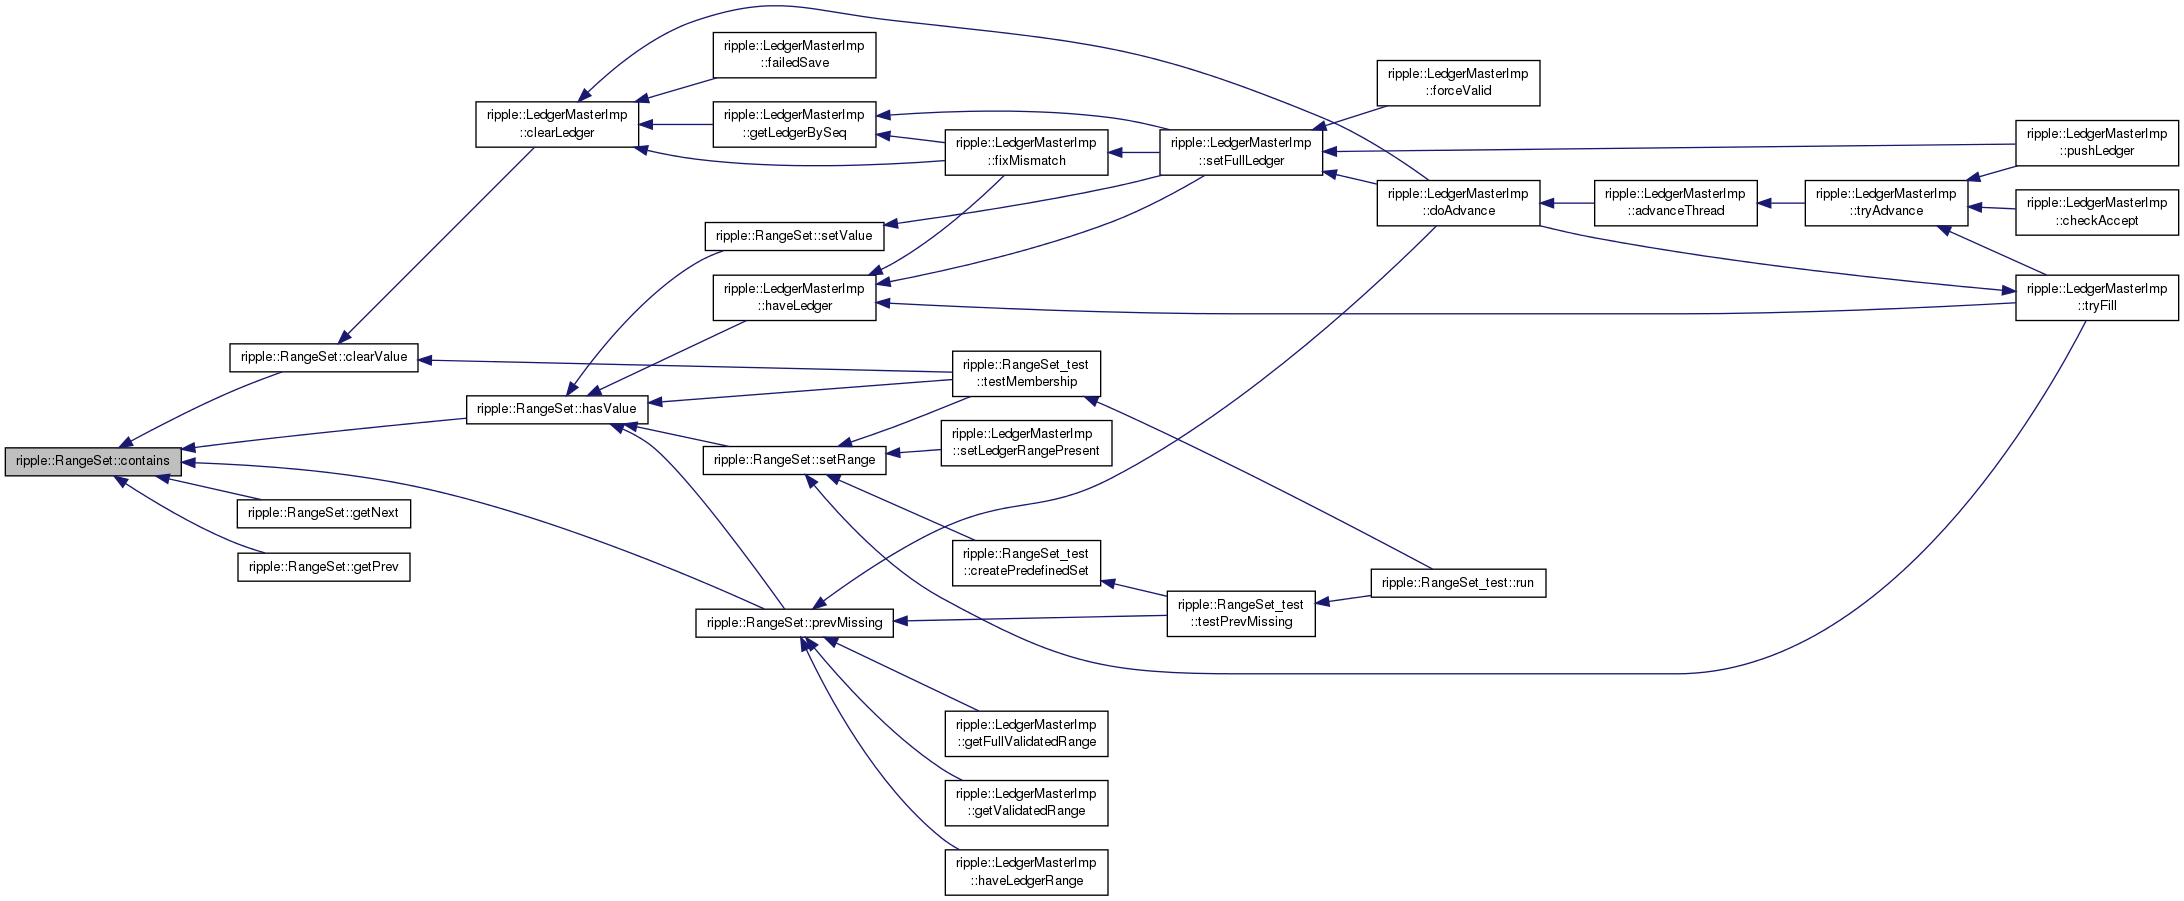 ripple::RangeSet::contains
ripple::RangeSet::clearValue
ripple::RangeSet::hasValue
ripple::RangeSet::getNext
ripple::RangeSet::getPrev
ripple::LedgerMasterImp
::clearLedger
ripple::LedgerMasterImp
::failedSave
ripple::LedgerMasterImp
::getLedgerBySeq
ripple::RangeSet::setValue
ripple::LedgerMasterImp
::haveLedger
ripple::RangeSet::setRange
ripple::RangeSet::prevMissing
ripple::LedgerMasterImp
::fixMismatch
ripple::RangeSet_test
::testMembership
ripple::LedgerMasterImp
::setLedgerRangePresent
ripple::RangeSet_test
::createPredefinedSet
ripple::LedgerMasterImp
::getFullValidatedRange
ripple::LedgerMasterImp
::getValidatedRange
ripple::LedgerMasterImp
::haveLedgerRange
ripple::LedgerMasterImp
::setFullLedger
ripple::RangeSet_test
::testPrevMissing
ripple::LedgerMasterImp
::forceValid
ripple::LedgerMasterImp
::doAdvance
ripple::RangeSet_test::run
ripple::LedgerMasterImp
::advanceThread
ripple::LedgerMasterImp
::tryAdvance
ripple::LedgerMasterImp
::pushLedger
ripple::LedgerMasterImp
::checkAccept
ripple::LedgerMasterImp
::tryFill